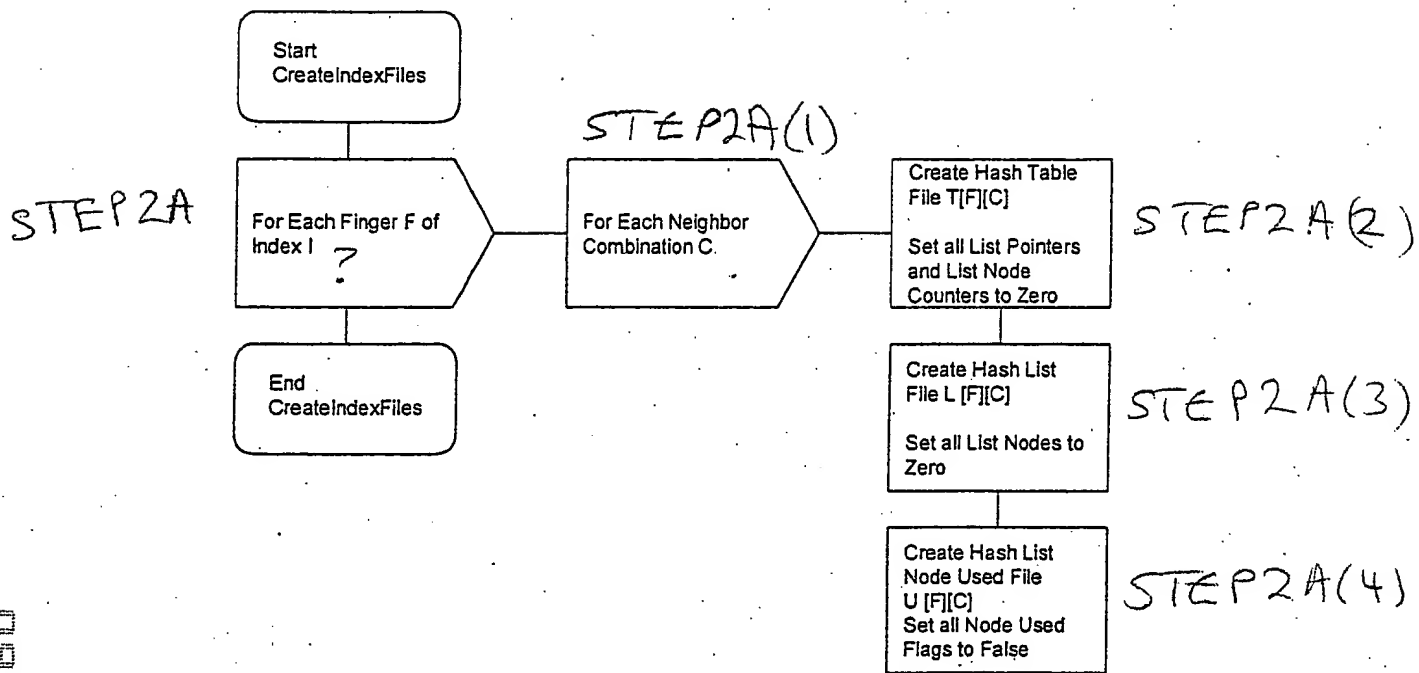 Start
CreateIndexFiles
STEP2A(1)
STEP2A
For Each Finger F of
Index I
?
For Each Neighbor
Combination C.
Create Hash Table
File T[F][C]
Set all List Pointers
and List Node
Counters to Zero
STEP2A(2)
End
CreateIndexFiles
Create Hash List
File L [F][C]
Set all List Nodes to
Zero
STEP2A(3)
Create Hash List
Node Used File
U [F][C]
Set all Node Used
Flags to False
STEP2A(4)